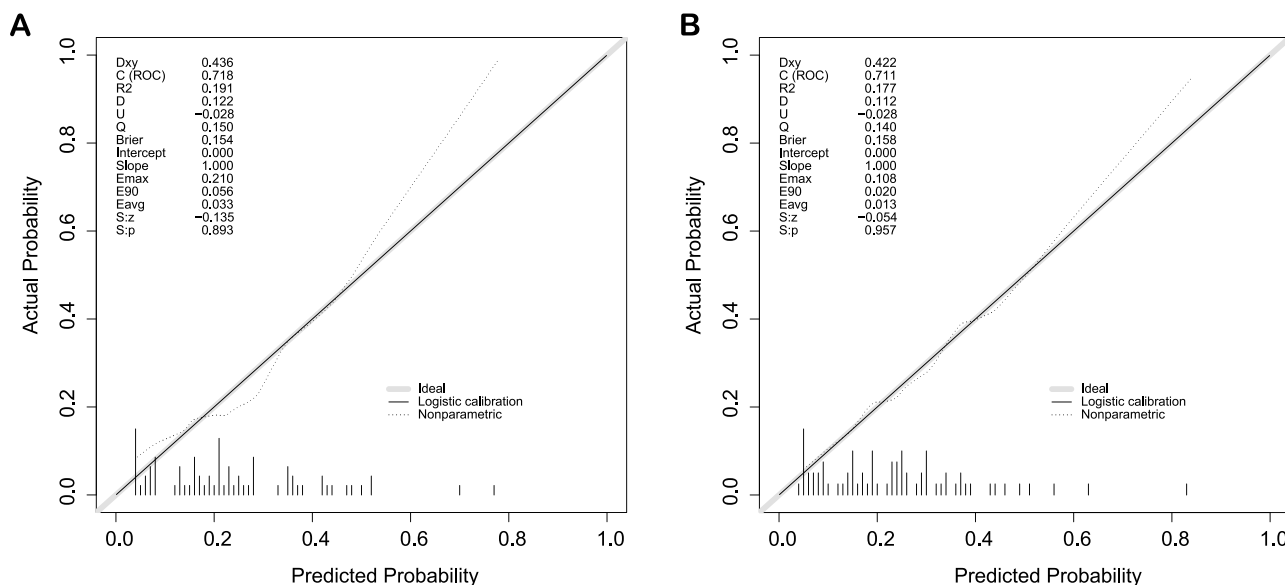 A
Dxy 0.436
C (ROC) 0.718
R2 0.191
D 0.122
U −0.028
Q 0.150
Brier 0.154
Intercept 0.000
Slope 1.000
Emax 0.210
E90 0.056
Eavg 0.033
S:z −0.135
S:p 0.893
Ideal
Logistic calibration
Nonparametric
Actual Probability
0.0 0.2 0.4 0.6 0.8 1.0
0.0 0.2 0.4 0.6 0.8 1.0
Predicted Probability
B
Dxy 0.422
C (ROC) 0.711
R2 0.177
D 0.112
U −0.028
Q 0.140
Brier 0.158
Intercept 0.000
Slope 1.000
Emax 0.108
E90 0.020
Eavg 0.013
S:z −0.054
S:p 0.957
Ideal
Logistic calibration
Nonparametric
Actual Probability
0.0 0.2 0.4 0.6 0.8 1.0
0.0 0.2 0.4 0.6 0.8 1.0
Predicted Probability